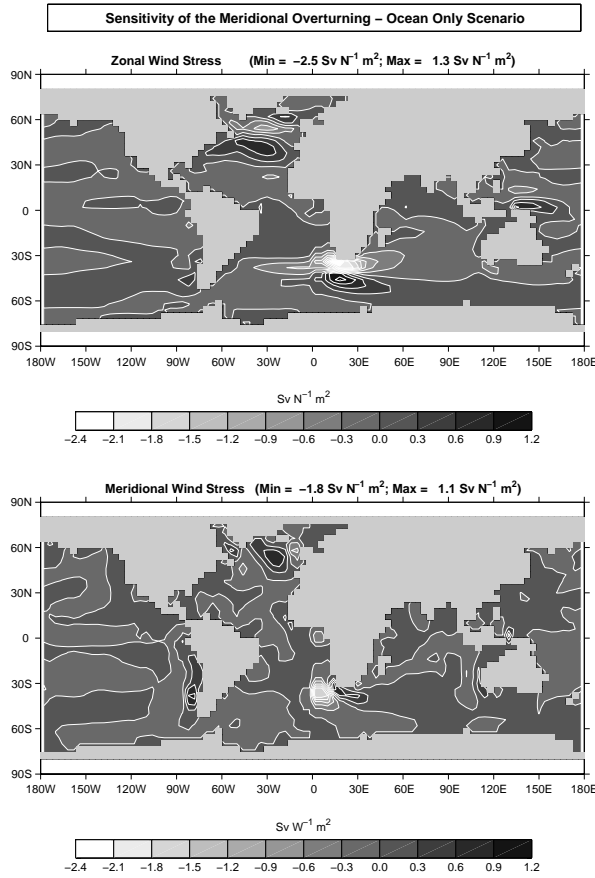 Sensitivity of the Meridional Overturning – Ocean Only Scenario
Zonal Wind Stress (Min = −2.5 Sv N⁻¹ m²; Max = 1.3 Sv N⁻¹ m²)
90N
60N
30N
0
30S
60S
90S
180W 150W 120W 90W 60W 30W 0 30E 60E 90E 120E 150E 180E
Sv N⁻¹ m²
−2.4 −2.1 −1.8 −1.5 −1.2 −0.9 −0.6 −0.3 0.0 0.3 0.6 0.9 1.2
Meridional Wind Stress (Min = −1.8 Sv N⁻¹ m²; Max = 1.1 Sv N⁻¹ m²)
90N
60N
30N
0
30S
60S
90S
180W 150W 120W 90W 60W 30W 0 30E 60E 90E 120E 150E 180E
Sv W⁻¹ m²
−2.4 −2.1 −1.8 −1.5 −1.2 −0.9 −0.6 −0.3 0.0 0.3 0.6 0.9 1.2